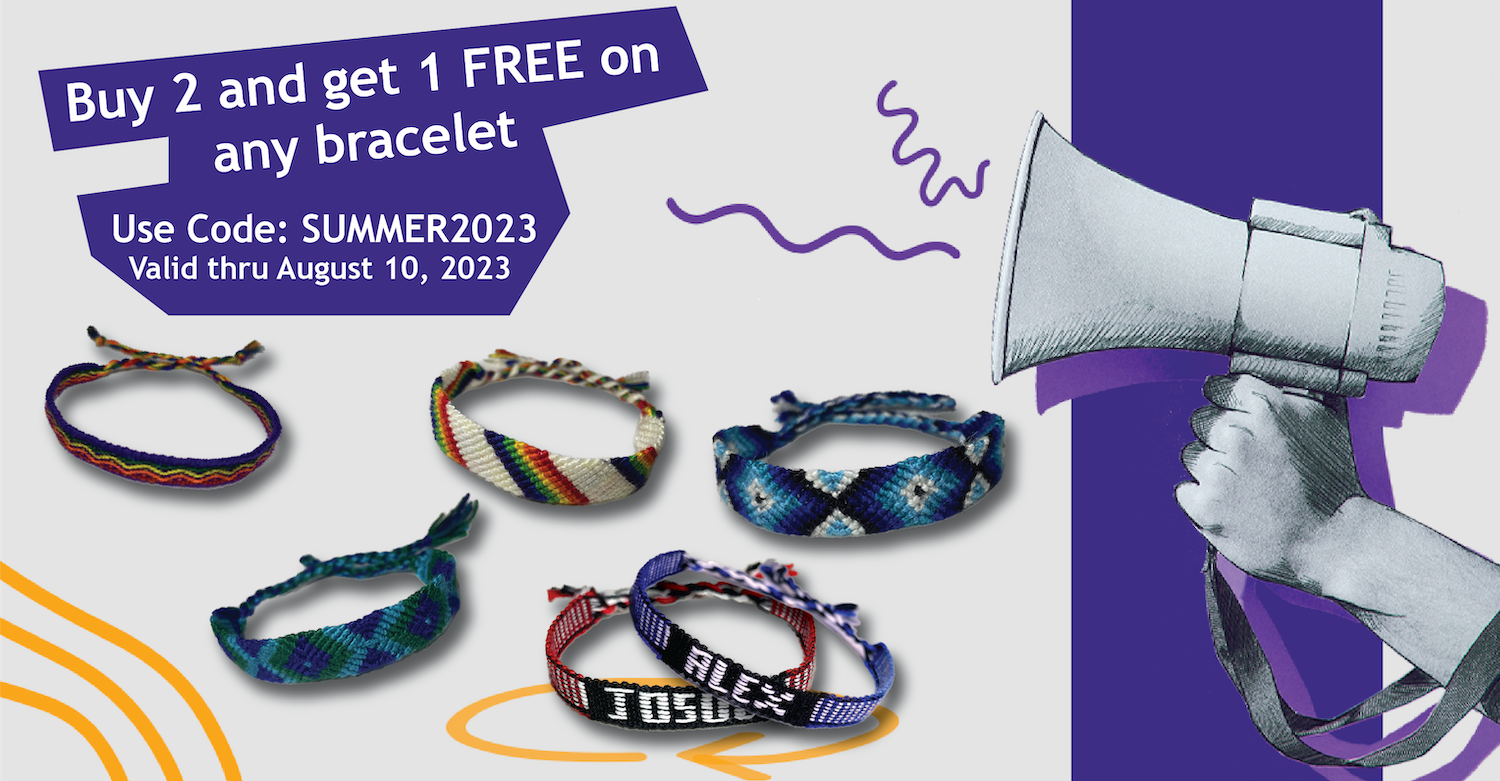 Buy 2 and get 1 FREE on
any bracelet
Use Code: SUMMER2023
Valid thru August 10, 2023
ALEX